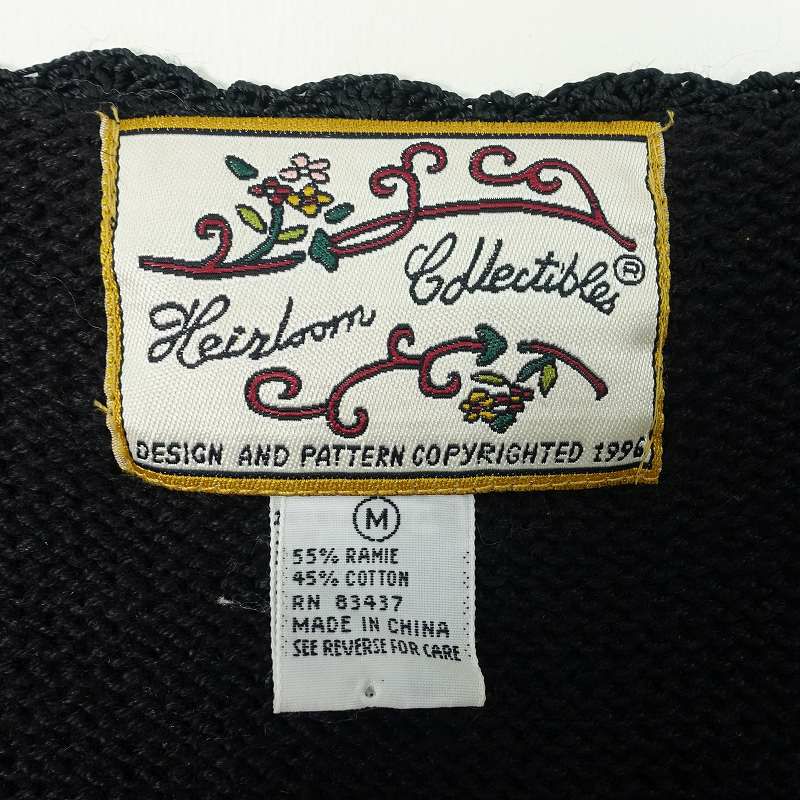 Heirloom Collectibles®
DESIGN AND PATTERN COPYRIGHTED 1996
M
55% RAMIE
45% COTTON
RN 83437
MADE IN CHINA
SEE REVERSE FOR CARE